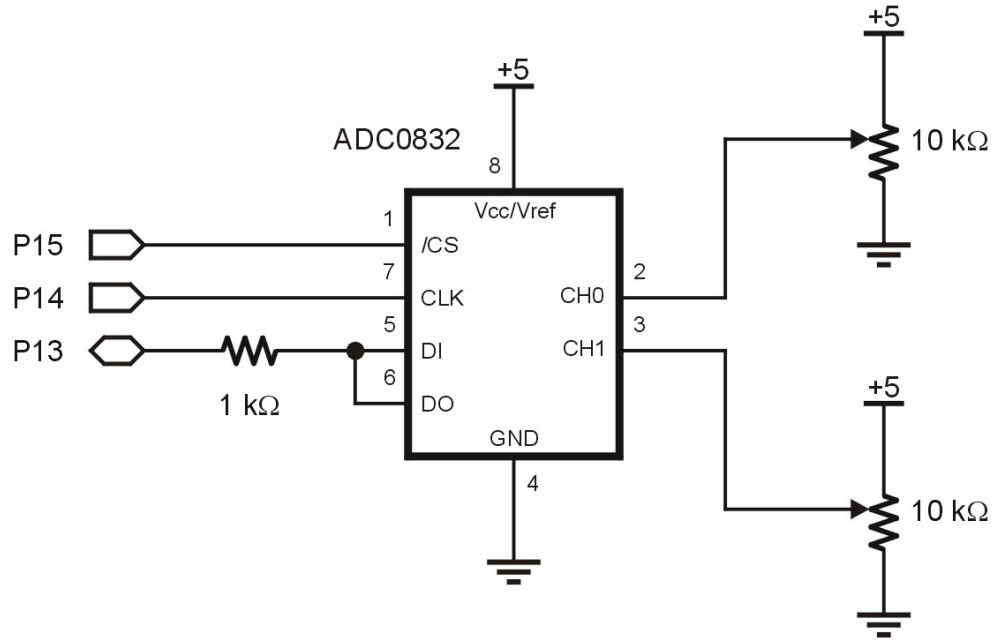 +5
+5
ADC0832
10 kΩ
8
Vcc/Vref
1
P15
/CS
7
2
P14
CLK
CH0
5
3
P13
DI
CH1
6
+5
1 kΩ
DO
GND
4
10 kΩ